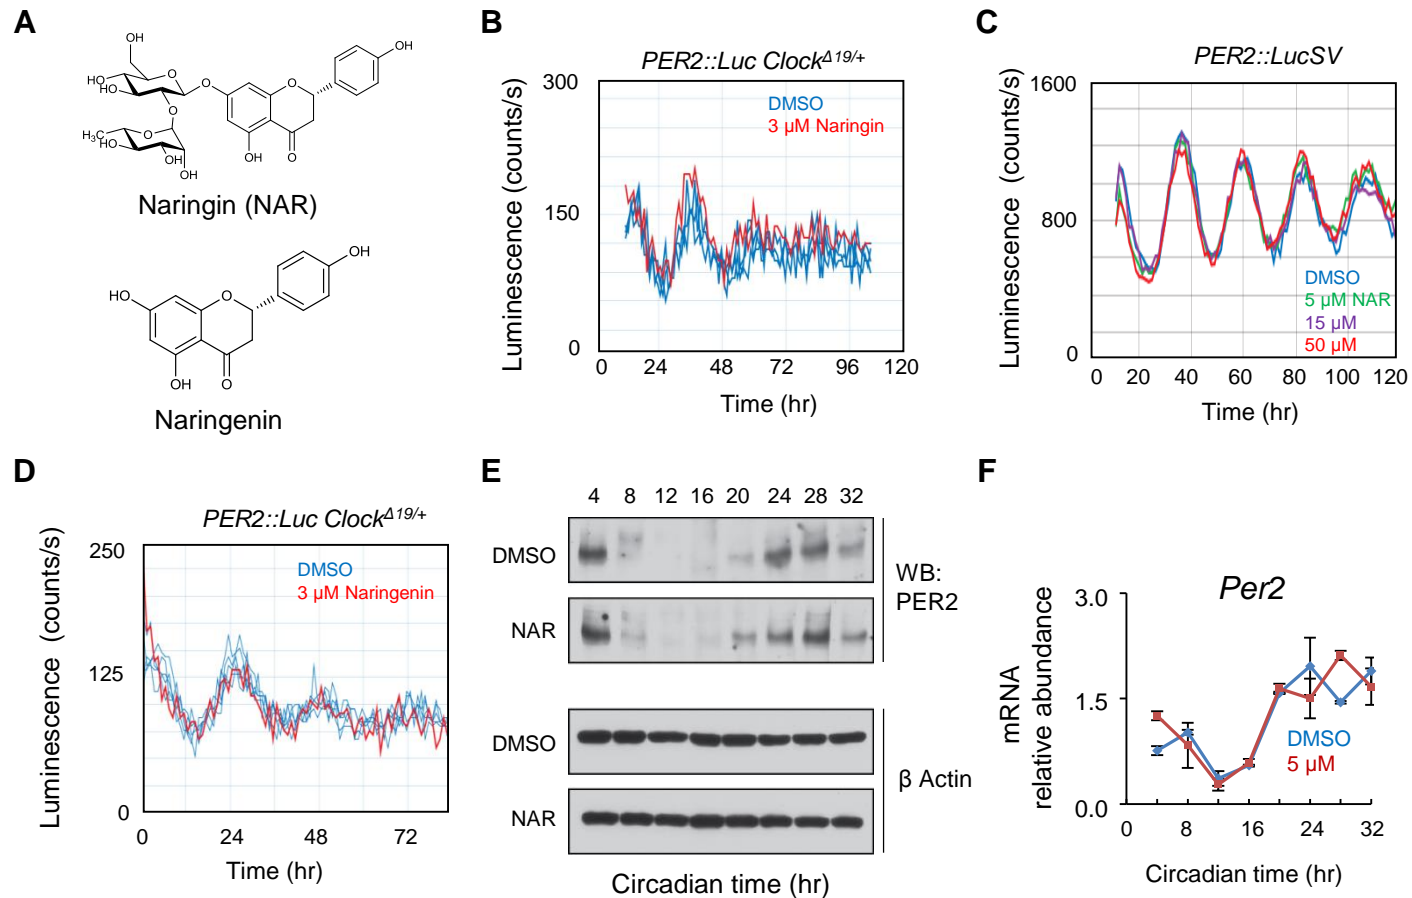 A
OH
HO
HO
OH
O
O
O
O
OH
O
H₃C
HO
O
OH
OH
OH
O
Naringin (NAR)
OH
HO
O
OH
O
Naringenin
B
PER2::Luc Clock^Δ19/+
Luminescence (counts/s)
300
150
0
DMSO
3 µM Naringin
0 24 48 72 96 120
Time (hr)
C
PER2::LucSV
Luminescence (counts/s)
1600
800
0
DMSO
5 µM NAR
15 µM
50 µM
0 20 40 60 80 100 120
Time (hr)
D
PER2::Luc Clock^Δ19/+
Luminescence (counts/s)
250
125
0
DMSO
3 µM Naringenin
0 24 48 72
Time (hr)
E
4 8 12 16 20 24 28 32
DMSO
NAR
WB:
PER2
DMSO
NAR
β Actin
Circadian time (hr)
F
Per2
mRNA
relative abundance
3.0
1.5
0.0
DMSO
5 µM
0 8 16 24 32
Circadian time (hr)